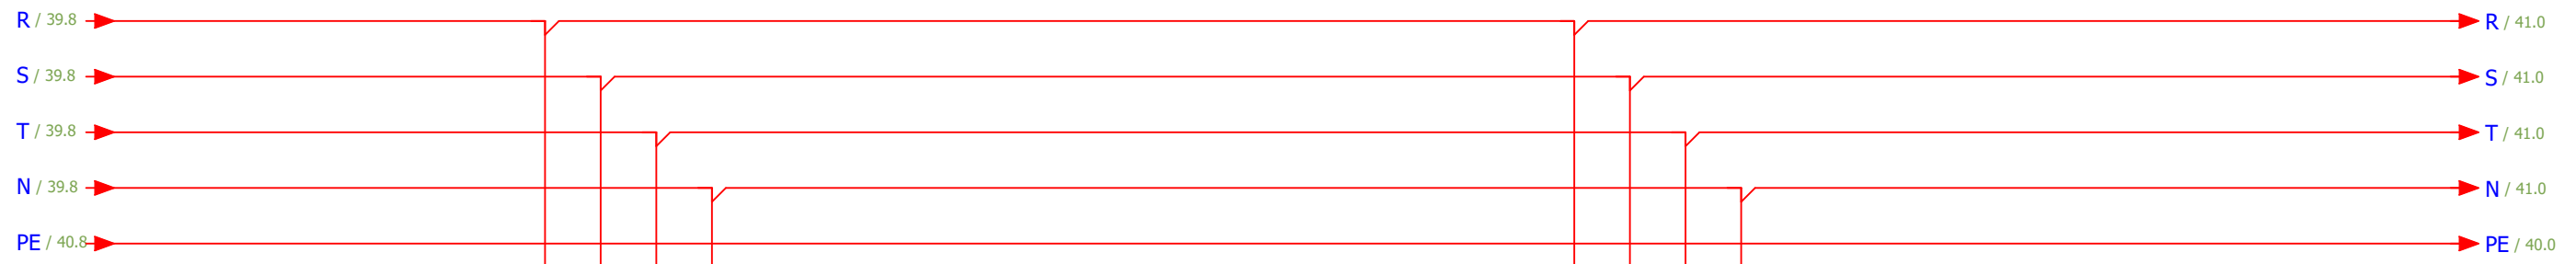 R / 39.8 R / 41.0
S / 39.8 S / 41.0
T / 39.8 T / 41.0
N / 39.8 N / 41.0
PE / 40.8 PE / 40.0